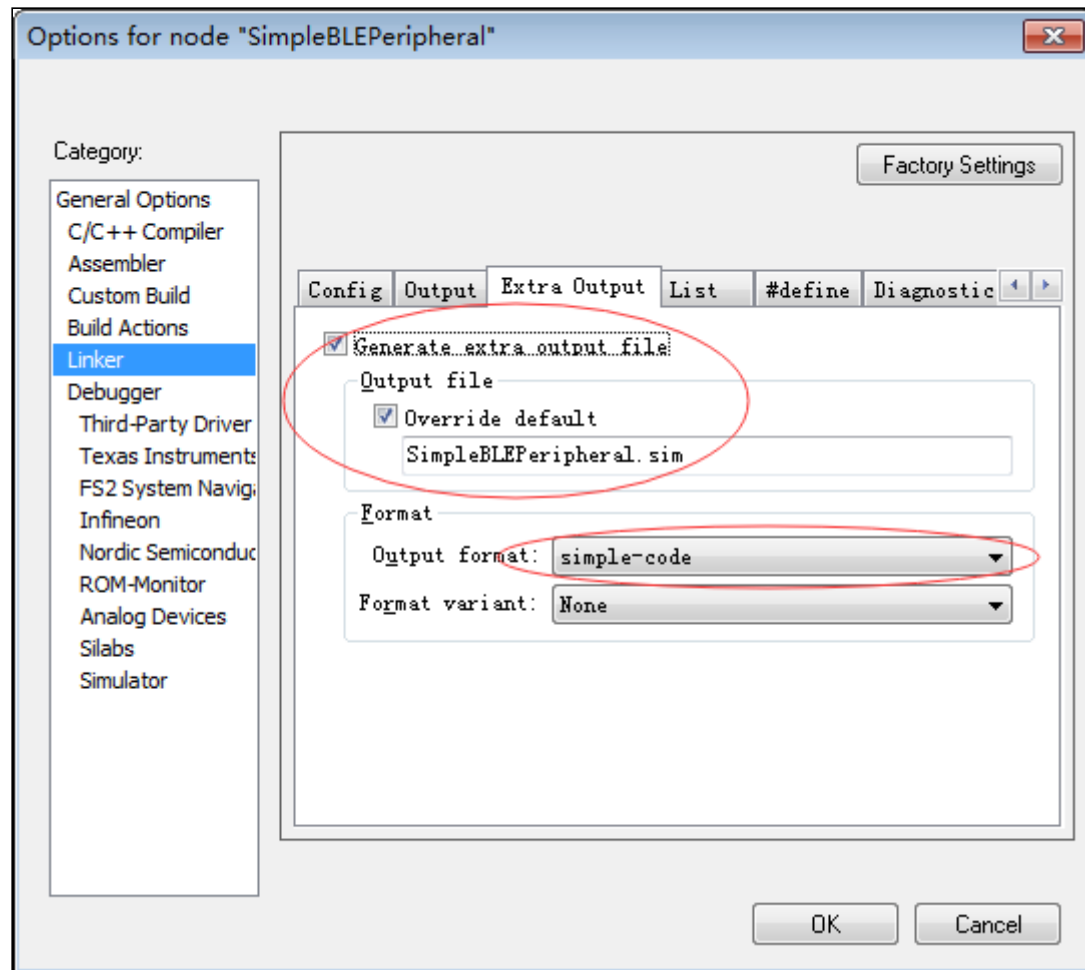 Options for node "SimpleBLEPeripheral"
Category:
Factory Settings
General Options
C/C++ Compiler
Assembler
Custom Build
Build Actions
Linker
Debugger
Third-Party Driver
Texas Instruments
FS2 System Naviga
Infineon
Nordic Semiconduc
ROM-Monitor
Analog Devices
Silabs
Simulator
Config Output Extra Output List #define Diagnostic
Generate extra output file
Output file
Override default
SimpleBLEPeripheral.sim
Format
Output format: simple-code
Format variant: None
OK Cancel